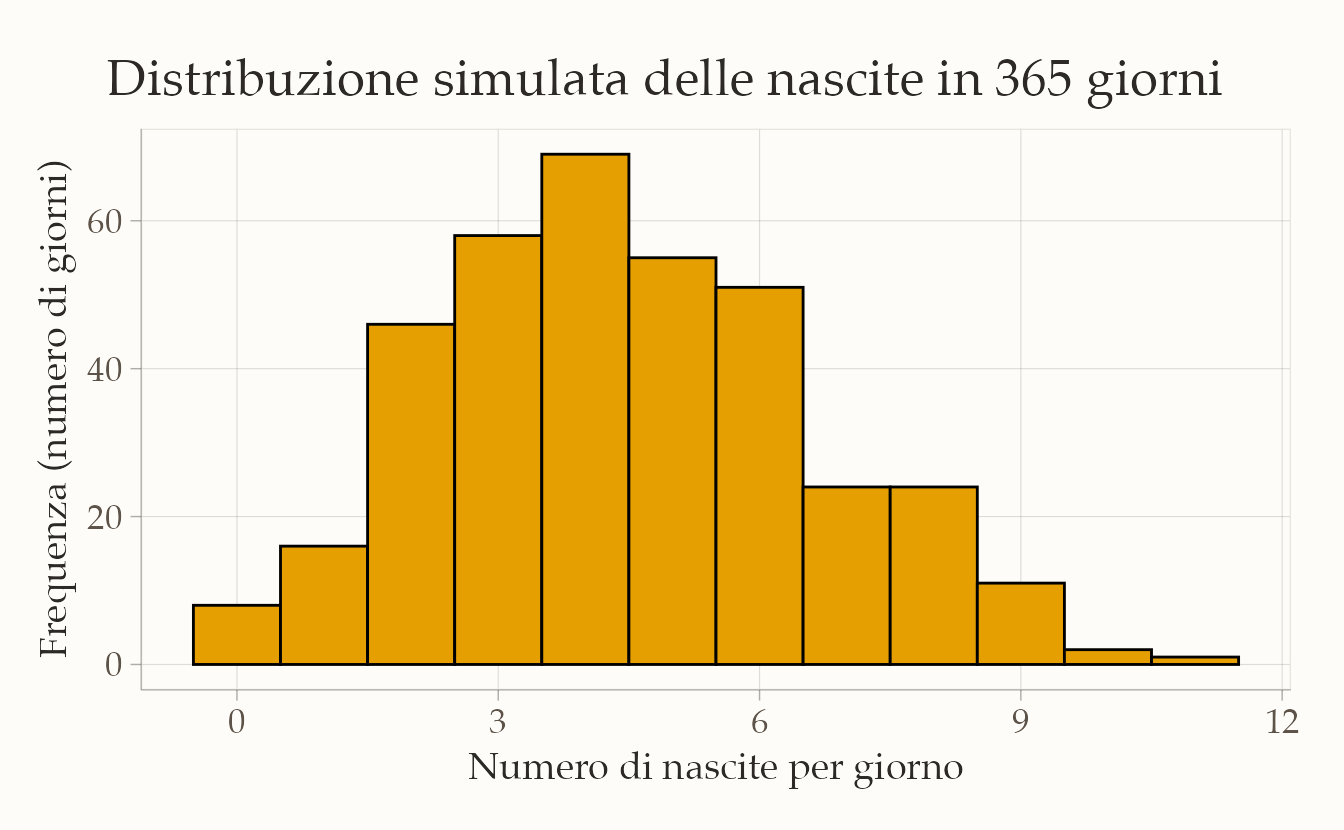 Distribuzione simulata delle nascite in 365 giorni
Frequenza (numero di giorni)
60
40
20
0
0 3 6 9 12
Numero di nascite per giorno